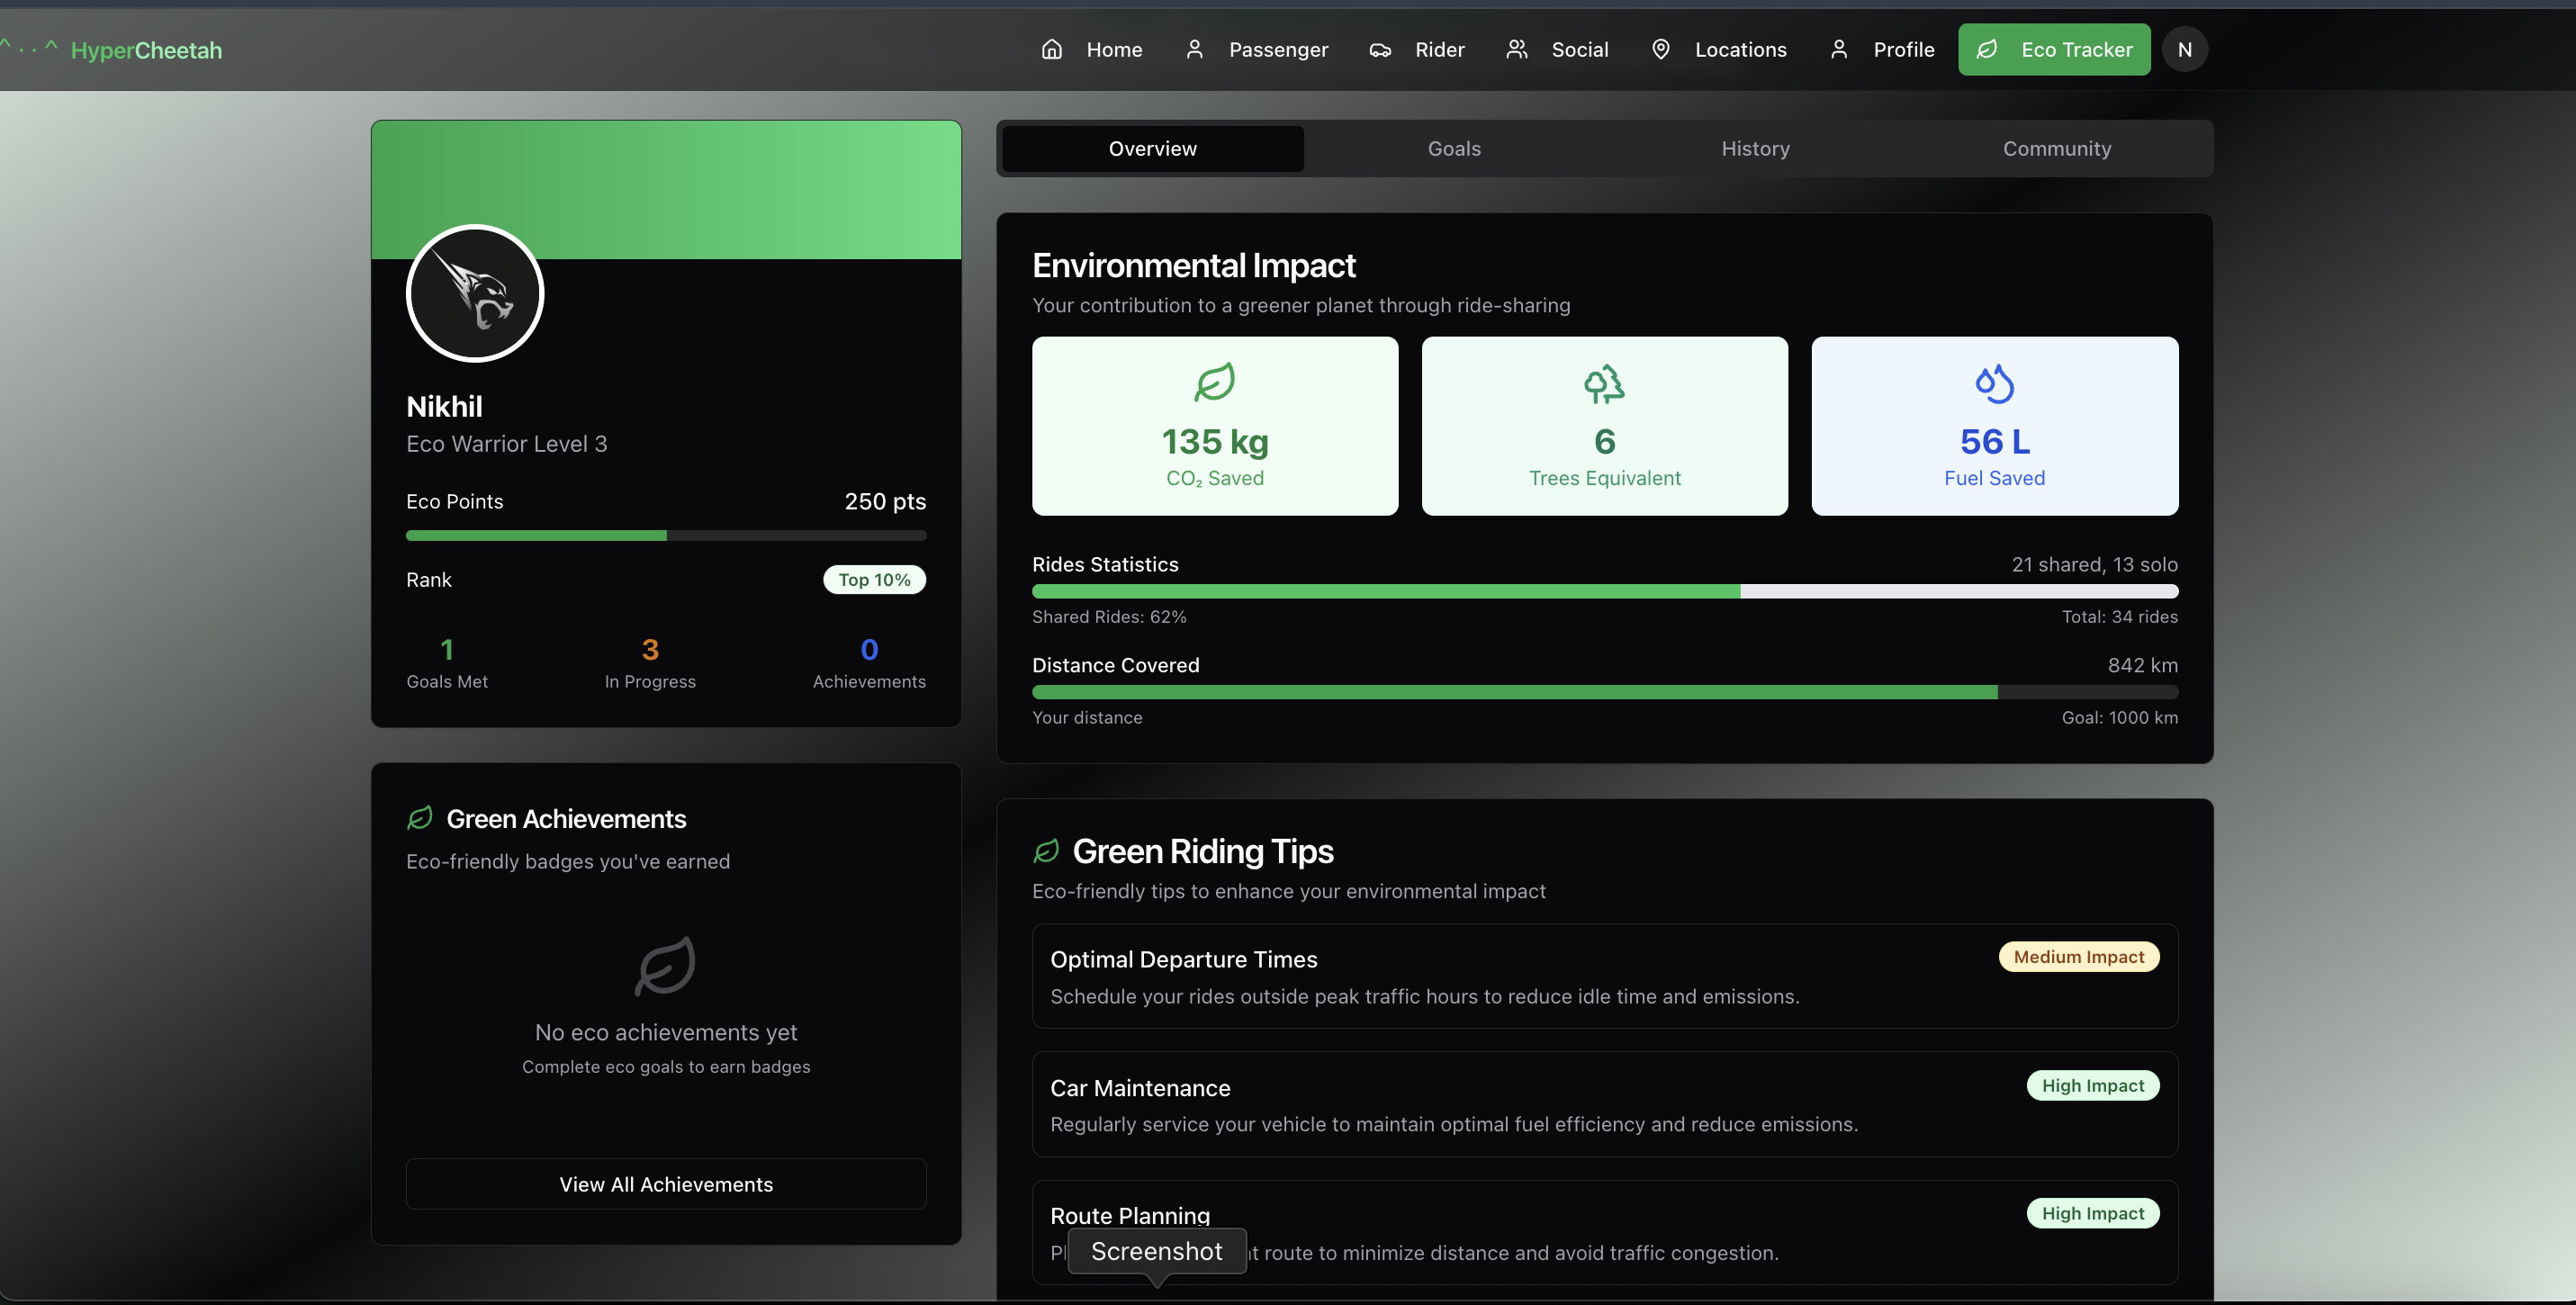 ^ . . ^ HyperCheetah
Home Passenger Rider Social Locations Profile Eco Tracker N
Nikhil
Eco Warrior Level 3
Eco Points 250 pts
Rank Top 10%
1 3 0
Goals Met In Progress Achievements
Green Achievements
Eco-friendly badges you've earned
No eco achievements yet
Complete eco goals to earn badges
View All Achievements
Overview Goals History Community
Environmental Impact
Your contribution to a greener planet through ride-sharing
135 kg
CO₂ Saved
6
Trees Equivalent
56 L
Fuel Saved
Rides Statistics 21 shared, 13 solo
Shared Rides: 62% Total: 34 rides
Distance Covered 842 km
Your distance Goal: 1000 km
Green Riding Tips
Eco-friendly tips to enhance your environmental impact
Optimal Departure Times Medium Impact
Schedule your rides outside peak traffic hours to reduce idle time and emissions.
Car Maintenance High Impact
Regularly service your vehicle to maintain optimal fuel efficiency and reduce emissions.
Route Planning High Impact
route to minimize distance and avoid traffic congestion.
Screenshot